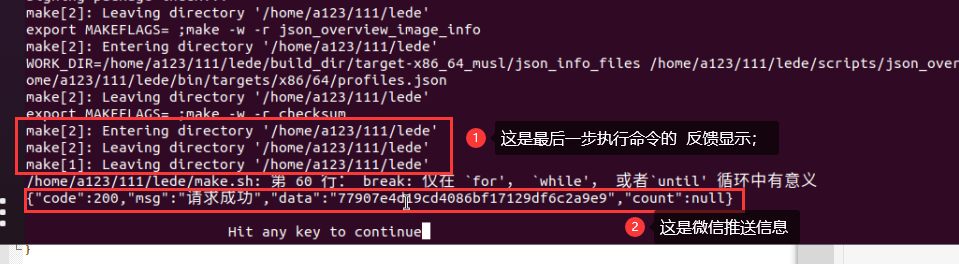 make[2]: Leaving directory '/home/a123/111/lede'
export MAKEFLAGS= ;make -w -r json_overview_image_info
make[2]: Entering directory '/home/a123/111/lede'
WORK_DIR=/home/a123/111/lede/build_dir/target-x86_64_musl/json_info_files /home/a123/111/lede/scripts/json_over
ome/a123/111/lede/bin/targets/x86/64/profiles.json
make[2]: Leaving directory '/home/a123/111/lede'
export MAKEFLAGS= ;make -w -r checksum
make[2]: Entering directory '/home/a123/111/lede'
make[2]: Leaving directory '/home/a123/111/lede'
make[1]: Leaving directory '/home/a123/111/lede'
1 这是最后一步执行命令的 反馈显示；
/home/a123/111/lede/make.sh: 第 60 行： break: 仅在 `for', `while', 或者`until' 循环中有意义
{"code":200,"msg":"请求成功","data":"77907e4d19cd4086bf17129df6c2a9e9","count":null}
2 这是微信推送信息
Hit any key to continue
}